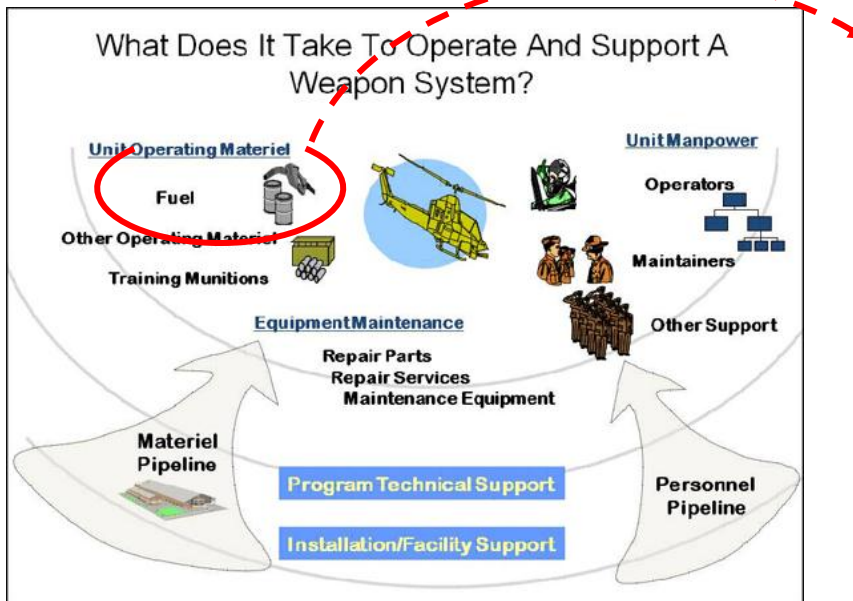 What Does It Take To Operate And Support A
Weapon System?
Unit Operating Materiel
Fuel
Other Operating Materiel
Training Munitions
Unit Manpower
Operators
Maintainers
Other Support
Equipment Maintenance
Repair Parts
Repair Services
Maintenance Equipment
Materiel
Pipeline
Program Technical Support
Installation/Facility Support
Personnel
Pipeline